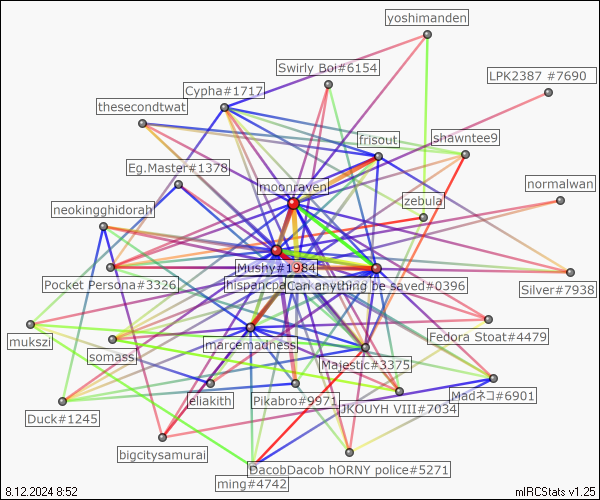 yoshimanden
Swirly Boi#6154
LPK2387 #7690
Cypha#1717
thesecondtwat
frisout
shawntee9
Eg.Master#1378
moonraven
normalwan
zebula
neokingghidorah
Mushy#1984
Pocket Persona#3326
hispancpa
Can anything be saved#0396
Silver#7938
mukszi
marcemadness
Fedora Stoat#4479
somassj
Majestic#3375
leliakith
Pikabro#9971
Madネコ#6901
JKOUYH VIII#7034
Duck#1245
bigcitysamurai
DacobDacob hORNY police#5271
ming#4742
8.12.2024 8:52
mIRCStats v1.25